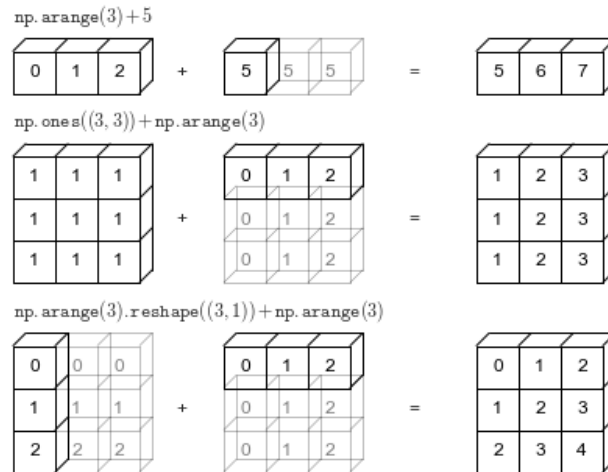 np.arange(3)+5
0 1 2 + 5 5 5 = 5 6 7
np.ones((3,3))+np.arange(3)
1 1 1 0 1 2 1 2 3
1 1 1 + 0 1 2 = 1 2 3
1 1 1 0 1 2 1 2 3
np.arange(3).reshape((3,1))+np.arange(3)
0 0 0 0 1 2 0 1 2
1 1 1 + 0 1 2 = 1 2 3
2 2 2 0 1 2 2 3 4